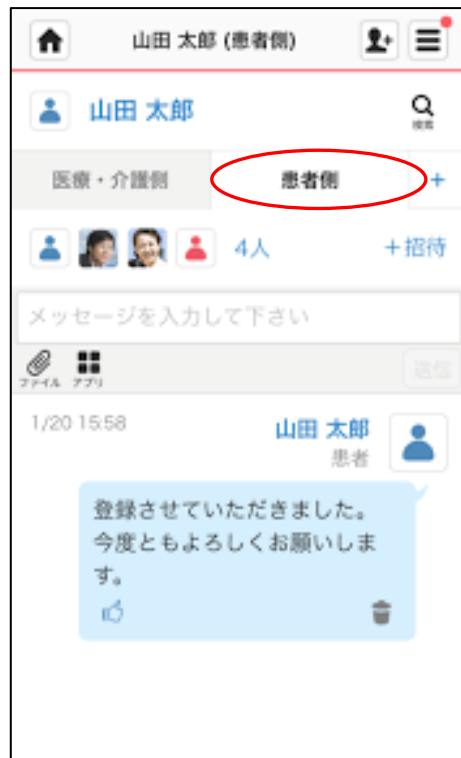 山田 太郎 (患者側)
山田 太郎
検索
医療・介護側
患者側
+
4人
+招待
メッセージを入力して下さい
ファイル
アプリ
送信
1/20 15:58
山田 太郎
患者
登録させていただきました。
今度ともよろしくお願いしま
す。